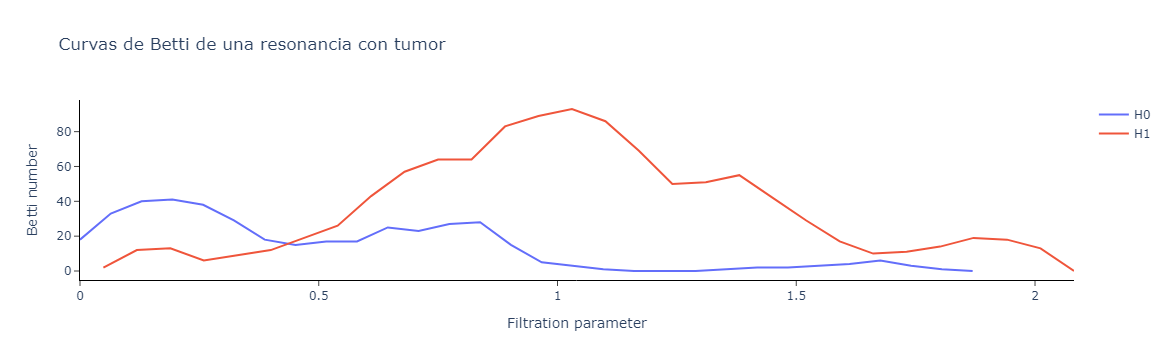 Curvas de Betti de una resonancia con tumor
Betti number
80
60
40
20
0
0
0.5
1
1.5
2
Filtration parameter
H0
H1